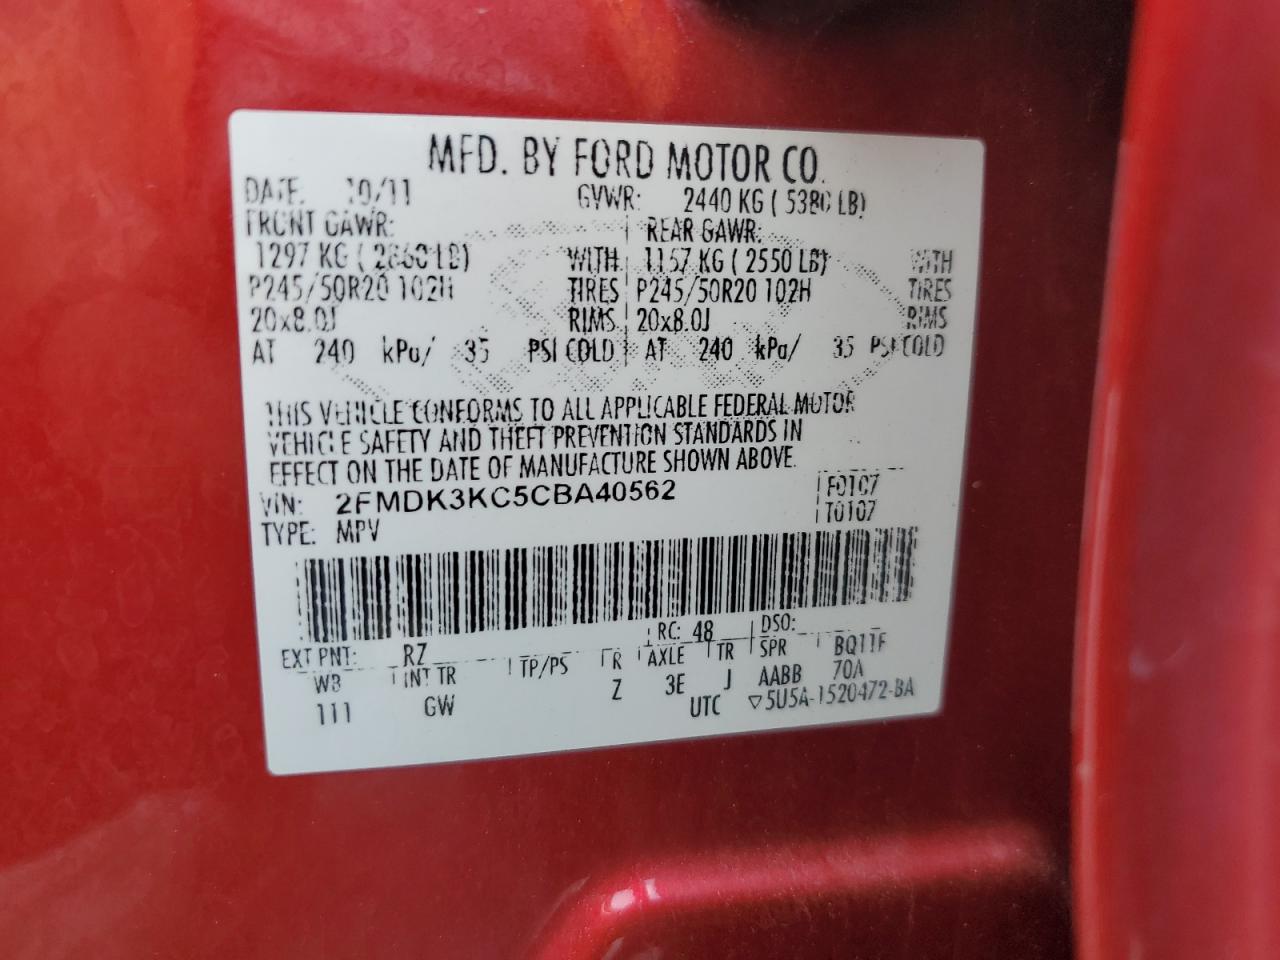 MFD. BY FORD MOTOR CO.
DATE: 10/11 GVWR: 2440 KG ( 5380 LB)
FRONT GAWR: REAR GAWR:
1297 KG ( 2860 LB) WITH 1157 KG ( 2550 LB) WITH
P245/50R20 102H TIRES P245/50R20 102H TIRES
20x8.0J RIMS 20x8.0J RIMS
AT 240 kPa/ 35 PSI COLD AT 240 kPa/ 35 PSI COLD
THIS VEHICLE CONFORMS TO ALL APPLICABLE FEDERAL MOTOR
VEHICLE SAFETY AND THEFT PREVENTION STANDARDS IN
EFFECT ON THE DATE OF MANUFACTURE SHOWN ABOVE.
VIN: 2FMDK3KC5CBA40562 F0107
TYPE: MPV T0107
RC: 48 DSO:
EXT PNT: RZ BQ11F
W3 INT TR TP/PS R AXLE TR SPR 70A
111 GW Z 3E J AABB
UTC ▽5U5A-1520472-BA